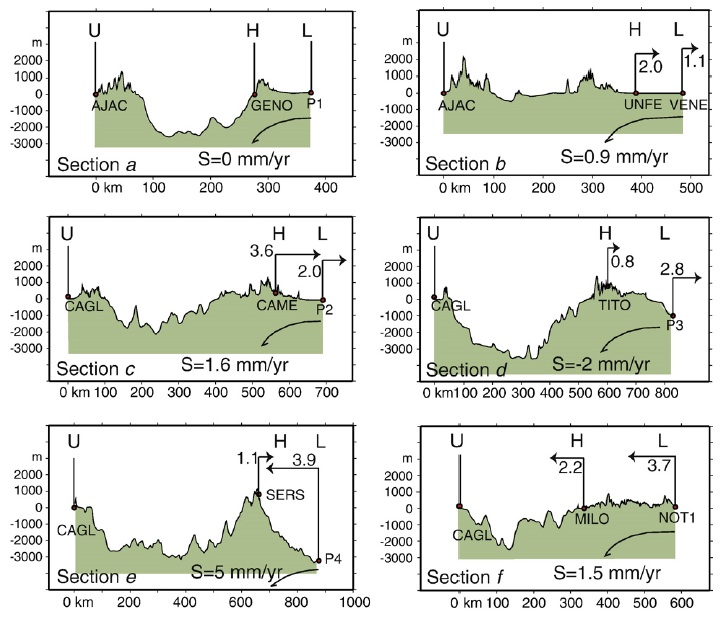 U H L
m
2000
1000
0
-1000
-2000
-3000
AJAC GENO P1
Section a S=0 mm/yr
0 km 100 200 300 400
U H L
m
2.0 1.1
2000
1000
0
-1000
-2000
-3000
AJAC UNFE VENE
Section b S=0.9 mm/yr
0 km 100 200 300 400 500
U H L
m
3.6
2.0
2000
1000
0
-1000
-2000
-3000
CAGL CAME P2
Section c S=1.6 mm/yr
0 km 100 200 300 400 500 600 700
U H L
m
0.8 2.8
2000
1000
0
-1000
-2000
-3000
CAGL TITO P3
Section d S=-2 mm/yr
0 km 100 200 300 400 500 600 700 800
U H L
m
1.1 3.9
2000
1000
0
-1000
-2000
-3000
CAGL SERS P4
Section e S=5 mm/yr
0 km 200 400 600 800 1000
U H L
m
2.2 3.7
2000
1000
0
-1000
-2000
-3000
CAGL MILO NOT1
Section f S=1.5 mm/yr
0 km 100 200 300 400 500 600